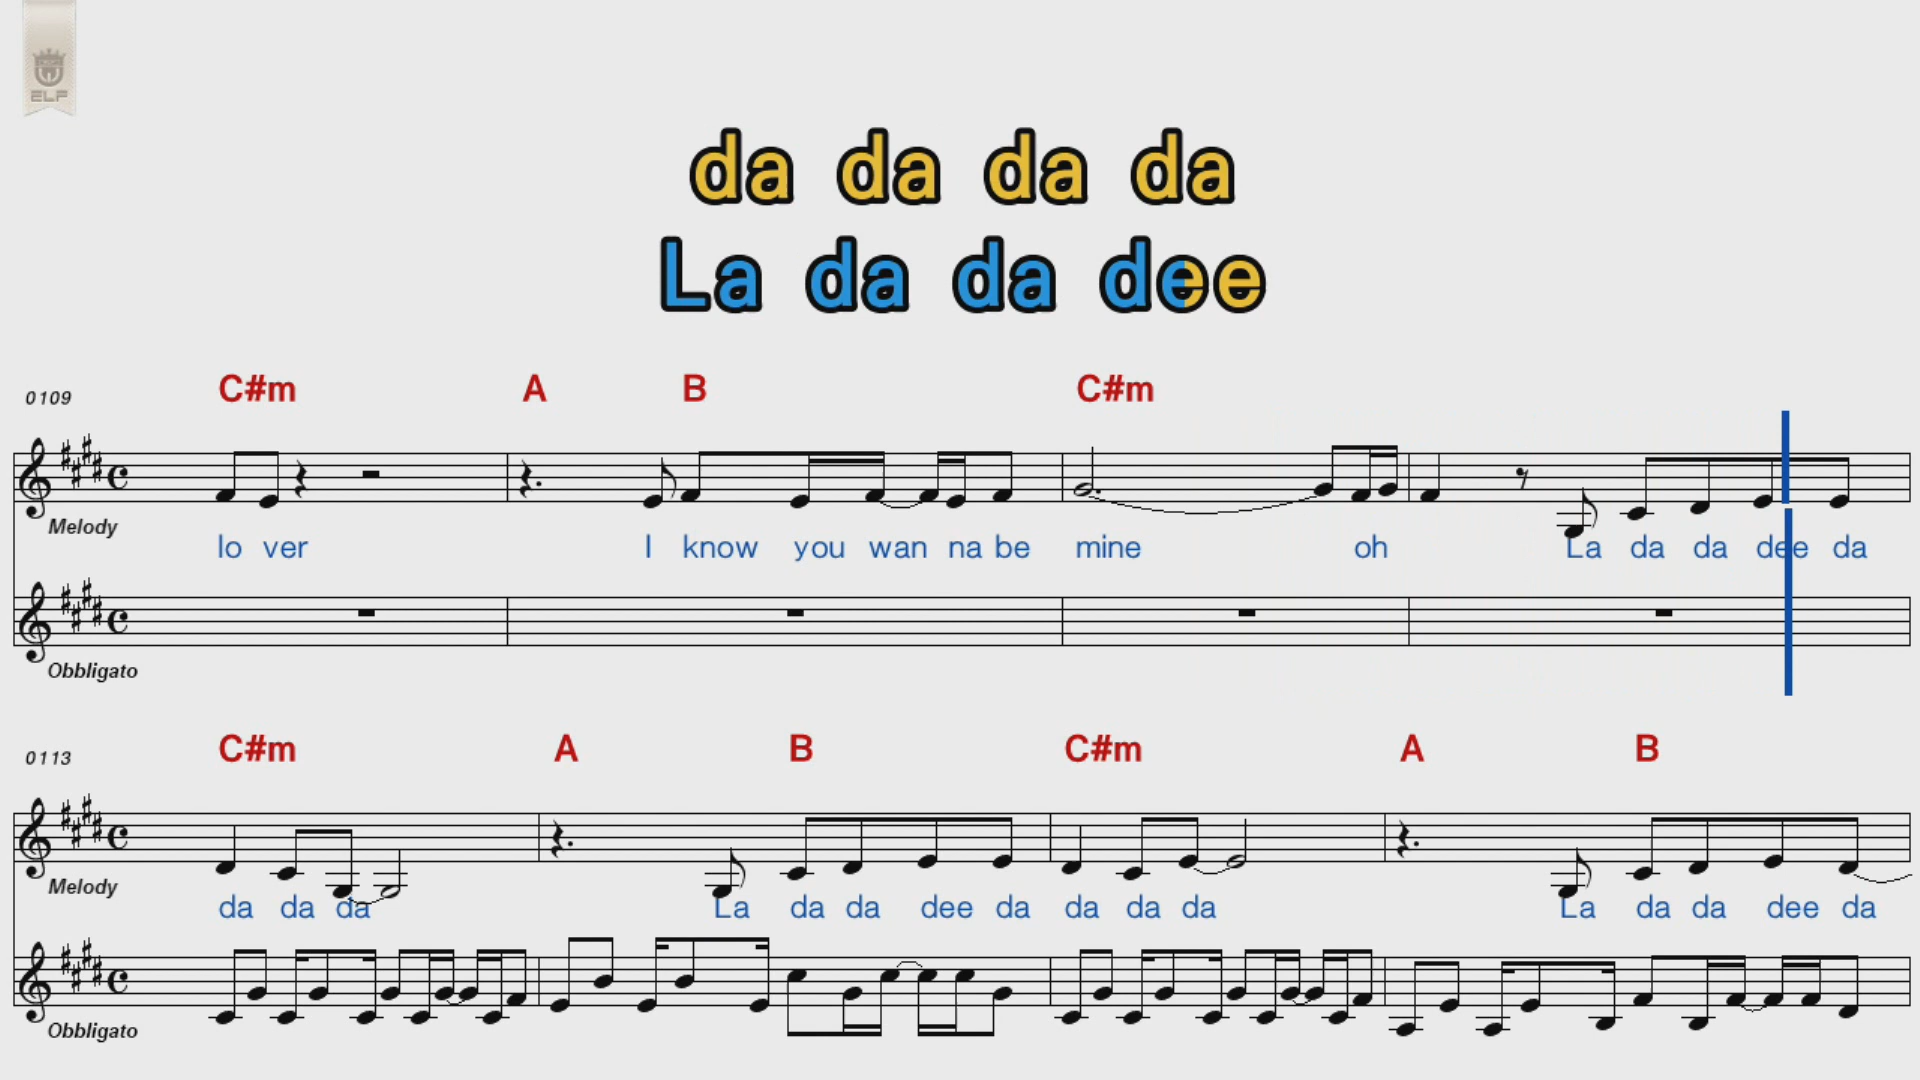 ELF
da da da da
La da da dee
0109 C#m A B C#m
Melody
lo ver I know you wan na be mine oh La da da dee da
Obbligato
0113 C#m A B C#m A B
Melody
da da da La da da dee da da da da La da da dee da
Obbligato